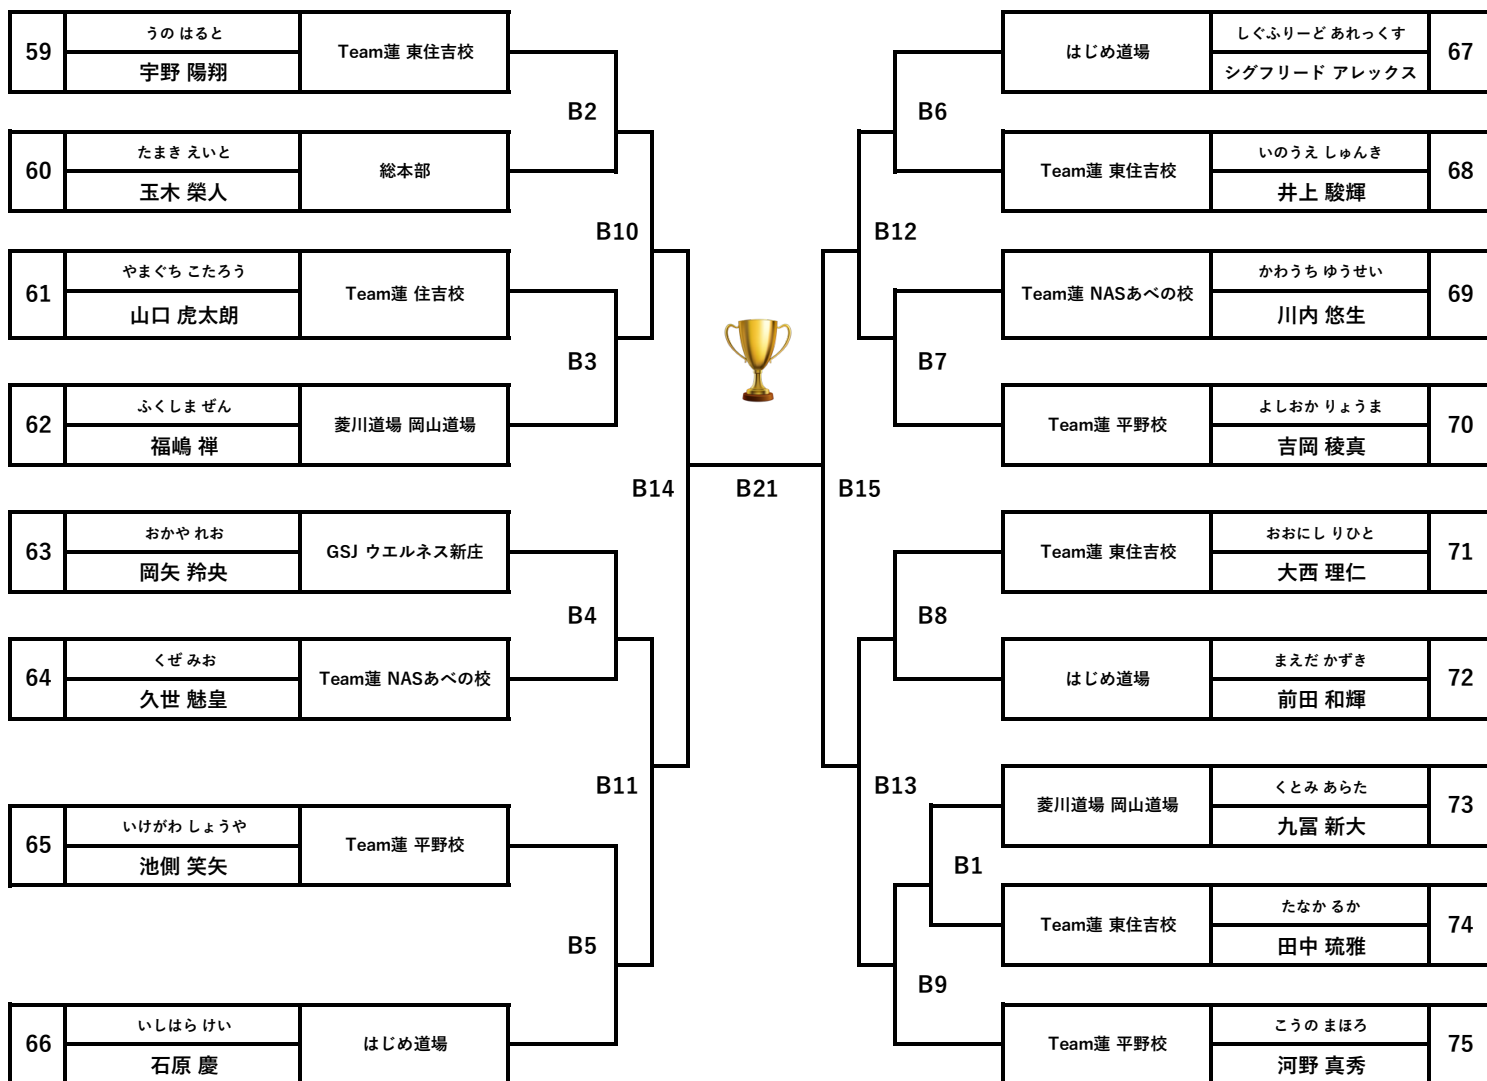 59
うの はると
宇野 陽翔
Team蓮 東住吉校
60
たまき えいと
玉木 榮人
総本部
61
やまぐち こたろう
山口 虎太朗
Team蓮 住吉校
62
ふくしま ぜん
福嶋 禅
菱川道場 岡山道場
63
おかや れお
岡矢 羚央
GSJ ウエルネス新庄
64
くぜ みお
久世 魅皇
Team蓮 NASあべの校
65
いけがわ しょうや
池側 笑矢
Team蓮 平野校
66
いしはら けい
石原 慶
はじめ道場
B2
B3
B4
B5
B10
B11
B14
B21
B15
B12
B13
B6
B7
B8
B1
B9
はじめ道場
しぐふりーど あれっくす
シグフリード アレックス
67
Team蓮 東住吉校
いのうえ しゅんき
井上 駿輝
68
Team蓮 NASあべの校
かわうち ゆうせい
川内 悠生
69
Team蓮 平野校
よしおか りょうま
吉岡 稜真
70
Team蓮 東住吉校
おおにし りひと
大西 理仁
71
はじめ道場
まえだ かずき
前田 和輝
72
菱川道場 岡山道場
くとみ あらた
九冨 新大
73
Team蓮 東住吉校
たなか るか
田中 琉雅
74
Team蓮 平野校
こうの まほろ
河野 真秀
75